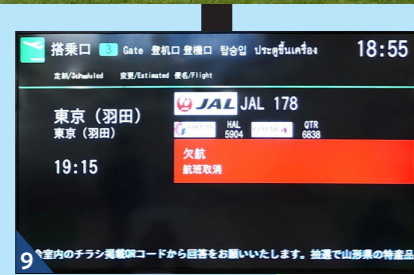 搭乗口 3 Gate 登机口 登機口 탑승입 ประตูขึ้นเครื่อง 18:55
定刻/Scheduled 変更/Estimated 便名/Flight
東京（羽田） JAL JAL 178
東京（羽田） HAL 5904 QTR 6838
19:15 欠航
航班取消
室内のチラシ掲載QRコードから回答をお願いいたします。抽選で山形県の特産品
9